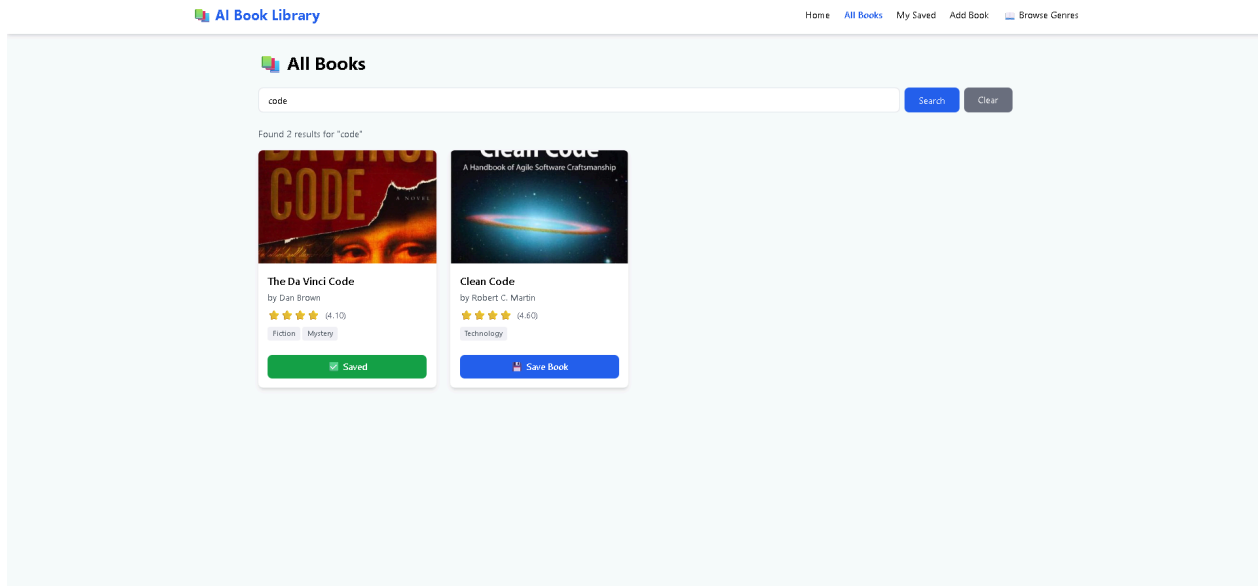 AI Book Library
Home
All Books
My Saved
Add Book
Browse Genres
All Books
code
Search
Clear
Found 2 results for "code"
DA VINCI
CODE
A NOVEL
Clean Code
A Handbook of Agile Software Craftsmanship
The Da Vinci Code
by Dan Brown
(4.10)
Fiction
Mystery
Saved
Clean Code
by Robert C. Martin
(4.60)
Technology
Save Book